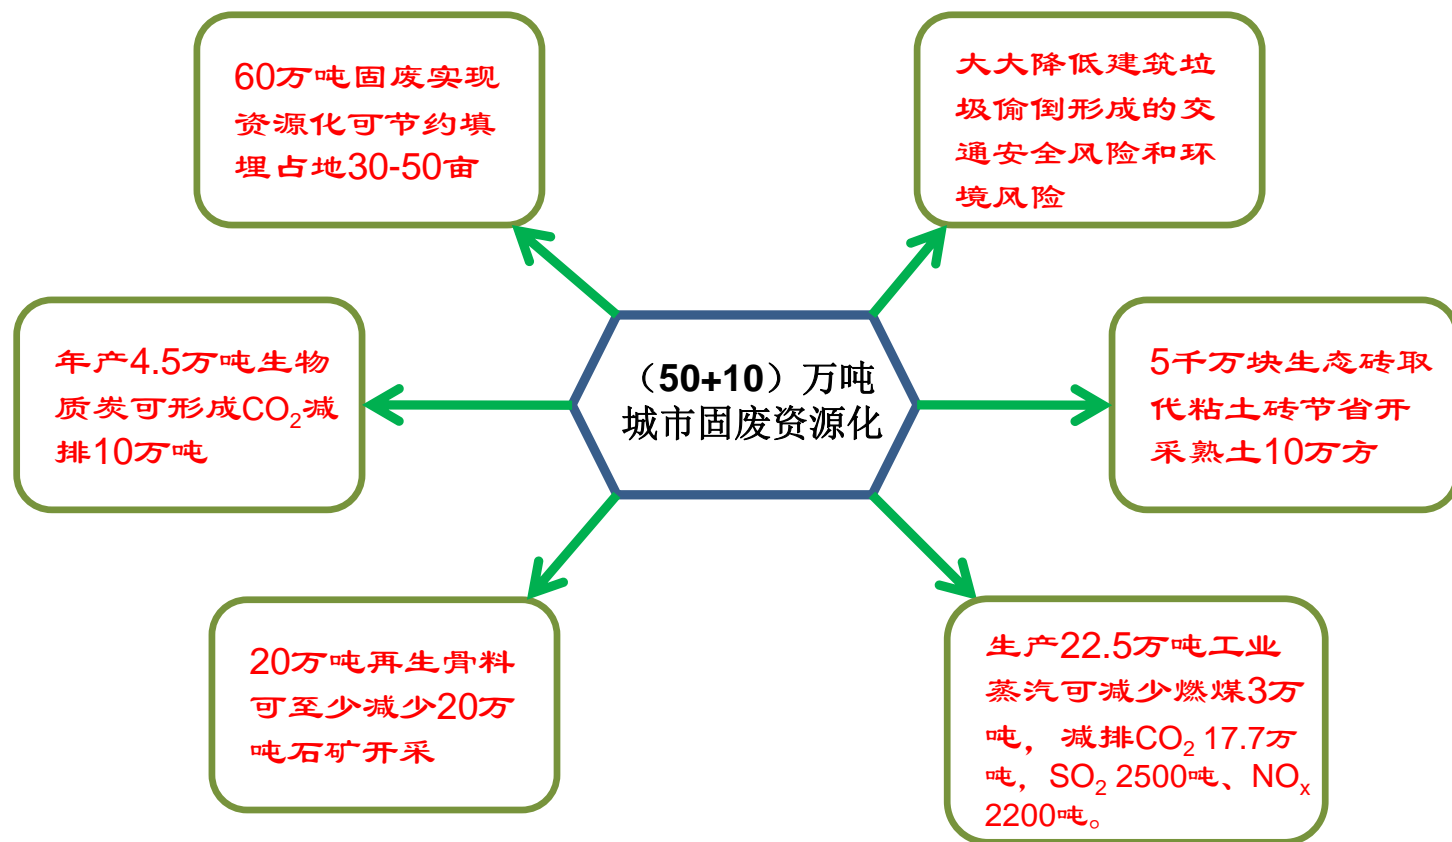 60万吨固废实现
资源化可节约填
埋占地30-50亩
大大降低建筑垃
圾偷倒形成的交
通安全风险和环
境风险
年产4.5万吨生物
质炭可形成CO₂减
排10万吨
（50+10）万吨
城市固废资源化
5千万块生态砖取
代粘土砖节省开
采熟土10万方
20万吨再生骨料
可至少减少20万
吨石矿开采
生产22.5万吨工业
蒸汽可减少燃煤3万
吨，减排CO₂ 17.7万
吨，SO₂ 2500吨、NOₓ
2200吨。